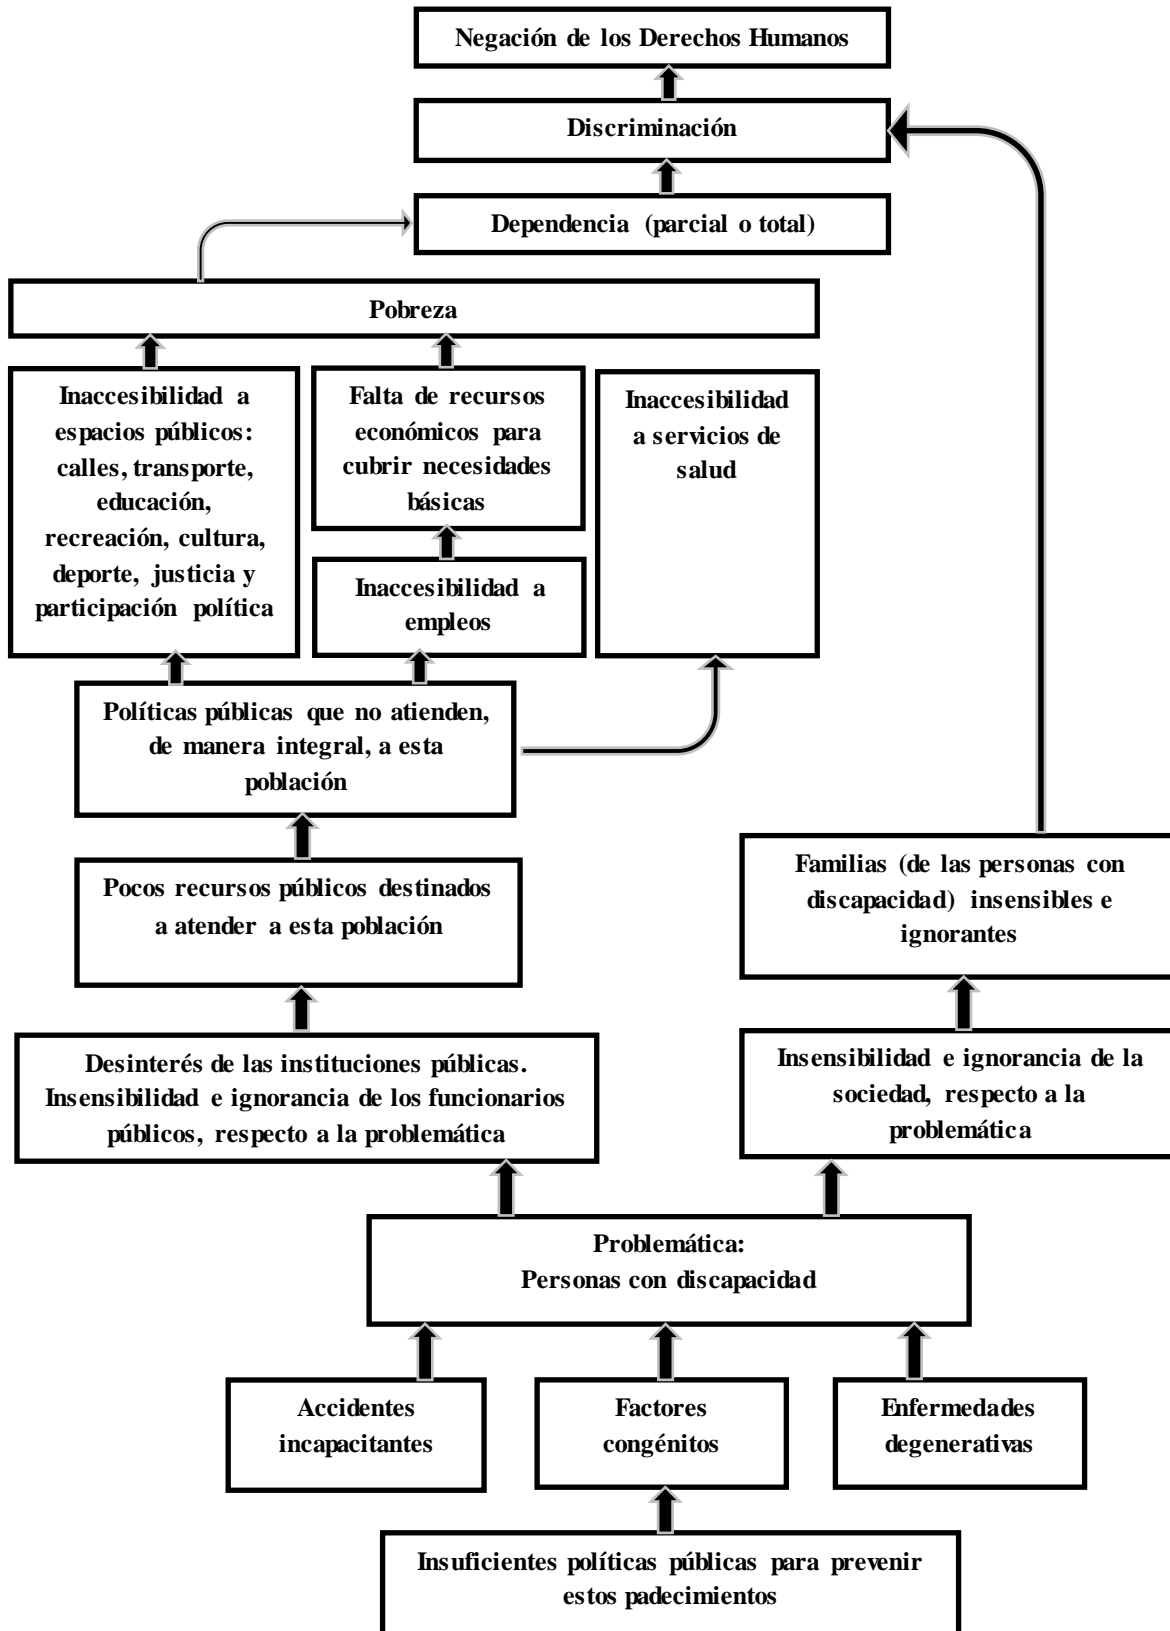 Negación de los Derechos Humanos
Discriminación
Dependencia (parcial o total)
Pobreza
Inaccesibilidad a
espacios públicos:
calles, transporte,
educación,
recreación, cultura,
deporte, justicia y
participación política
Falta de recursos
económicos para
cubrir necesidades
básicas
Inaccesibilidad
a servicios de
salud
Inaccesibilidad a
empleos
Políticas públicas que no atienden,
de manera integral, a esta
población
Pocos recursos públicos destinados
a atender a esta población
Familias (de las personas con
discapacidad) insensibles e
ignorantes
Desinterés de las instituciones públicas.
Insensibilidad e ignorancia de los funcionarios
públicos, respecto a la problemática
Insensibilidad e ignorancia de la
sociedad, respecto a la
problemática
Problemática:
Personas con discapacidad
Accidentes
incapacitantes
Factores
congénitos
Enfermedades
degenerativas
Insuficientes políticas públicas para prevenir
estos padecimientos